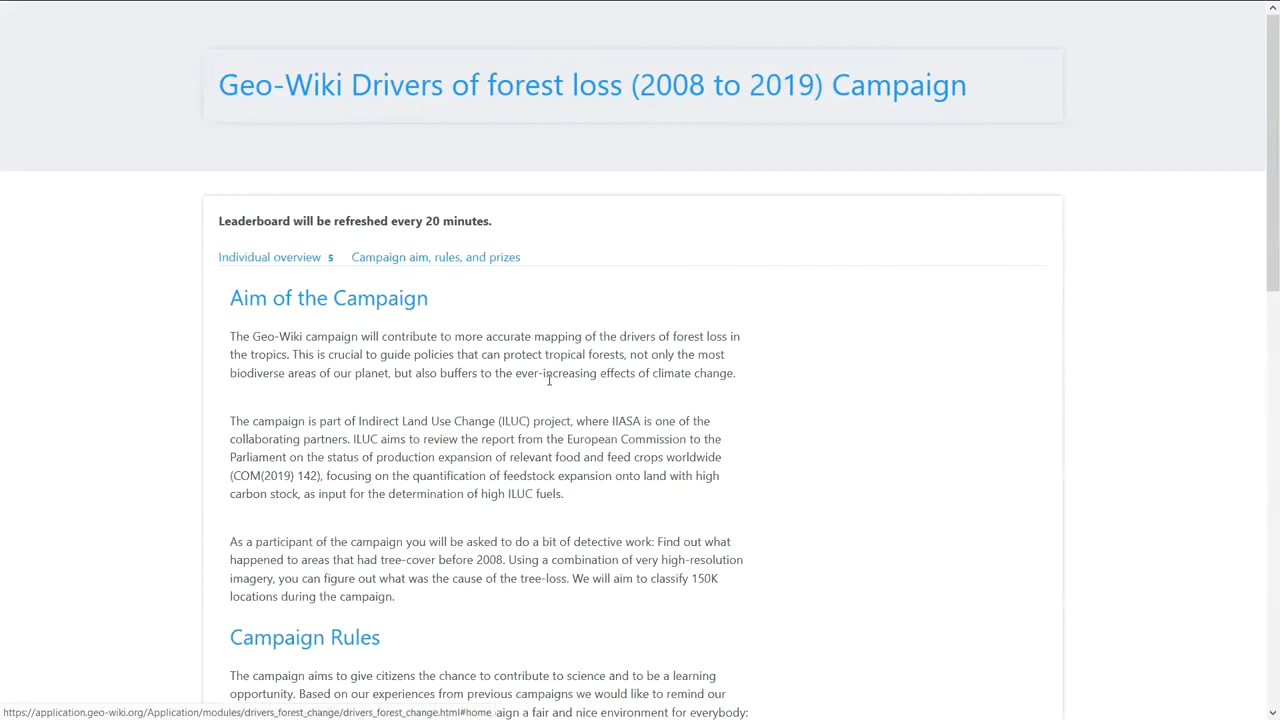 Geo-Wiki Drivers of forest loss (2008 to 2019) Campaign
Leaderboard will be refreshed every 20 minutes.
Individual overview 5 Campaign aim, rules, and prizes
Aim of the Campaign
The Geo-Wiki campaign will contribute to more accurate mapping of the drivers of forest loss in
the tropics. This is crucial to guide policies that can protect tropical forests, not only the most
biodiverse areas of our planet, but also buffers to the ever-increasing effects of climate change.
The campaign is part of Indirect Land Use Change (ILUC) project, where IIASA is one of the
collaborating partners. ILUC aims to review the report from the European Commission to the
Parliament on the status of production expansion of relevant food and feed crops worldwide
(COM(2019) 142), focusing on the quantification of feedstock expansion onto land with high
carbon stock, as input for the determination of high ILUC fuels.
As a participant of the campaign you will be asked to do a bit of detective work: Find out what
happened to areas that had tree-cover before 2008. Using a combination of very high-resolution
imagery, you can figure out what was the cause of the tree-loss. We will aim to classify 150K
locations during the campaign.
Campaign Rules
The campaign aims to give citizens the chance to contribute to science and to be a learning
opportunity. Based on our experiences from previous campaigns we would like to remind our
https://application.geo-wiki.org/Application/modules/drivers_forest_change/drivers_forest_change.html#home aign a fair and nice environment for everybody: